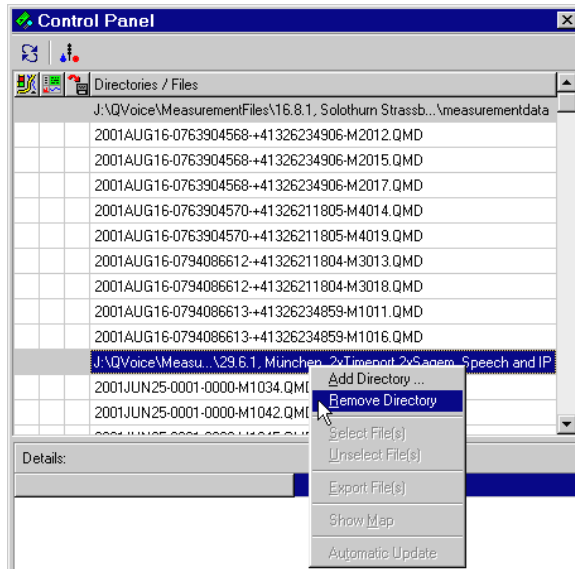 Control Panel
Directories / Files
J:\QVoice\MeasurementFiles\16.8.1, Solothurn Strassb...\measurementdata
2001AUG16-0763904568-+41326234906-M2012.QMD
2001AUG16-0763904568-+41326234906-M2015.QMD
2001AUG16-0763904568-+41326234906-M2017.QMD
2001AUG16-0763904570-+41326211805-M4014.QMD
2001AUG16-0763904570-+41326211805-M4019.QMD
2001AUG16-0794086612-+41326211804-M3013.QMD
2001AUG16-0794086612-+41326211804-M3018.QMD
2001AUG16-0794086613-+41326234859-M1011.QMD
2001AUG16-0794086613-+41326234859-M1016.QMD
J:\QVoice\Measu...\29.6.1, München, 2xTimeport 2xSagem, Speech and IP
2001JUN25-0001-0000-M1034.QMD
2001JUN25-0001-0000-M1042.QMD
Add Directory ...
Remove Directory
Select File(s)
Unselect File(s)
Export File(s)
Show Map
Automatic Update
Details: